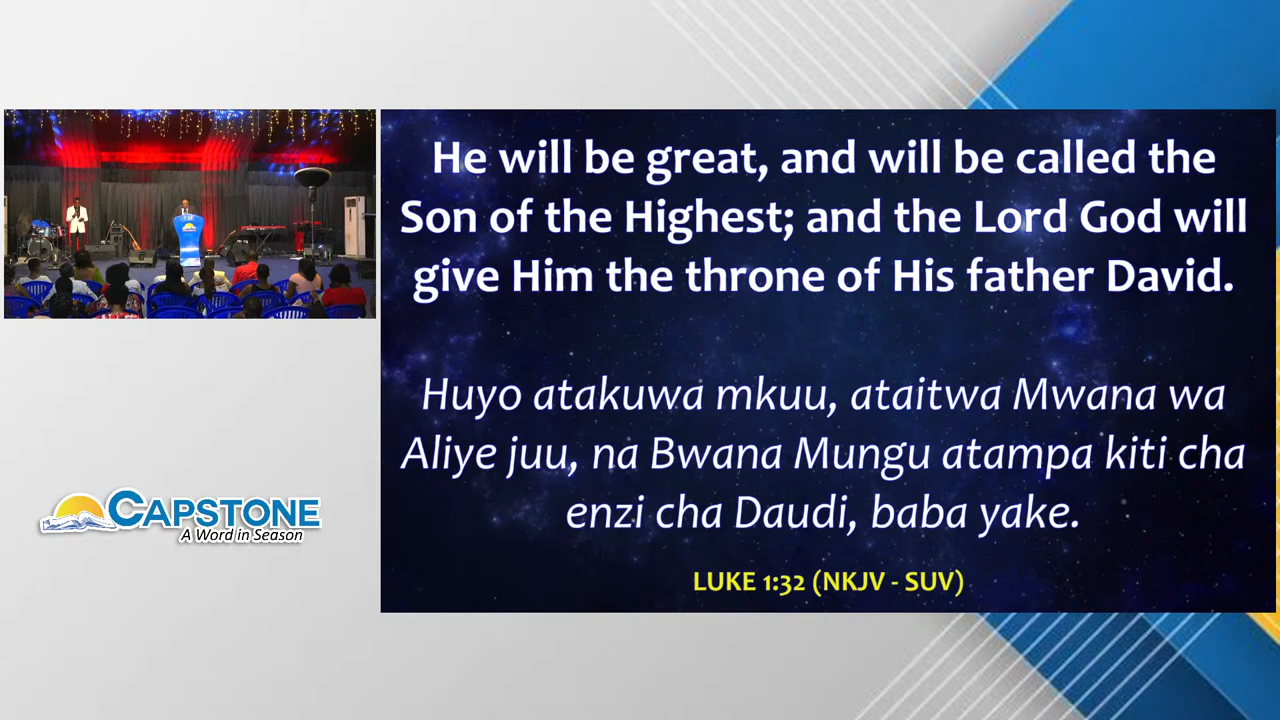 He will be great, and will be called the
Son of the Highest; and the Lord God will
give Him the throne of His father David.
Huyo atakuwa mkuu, ataitwa Mwana wa
Aliye juu, na Bwana Mungu atampa kiti cha
enzi cha Daudi, baba yake.
LUKE 1:32 (NKJV - SUV)
CAPSTONE
A Word in Season